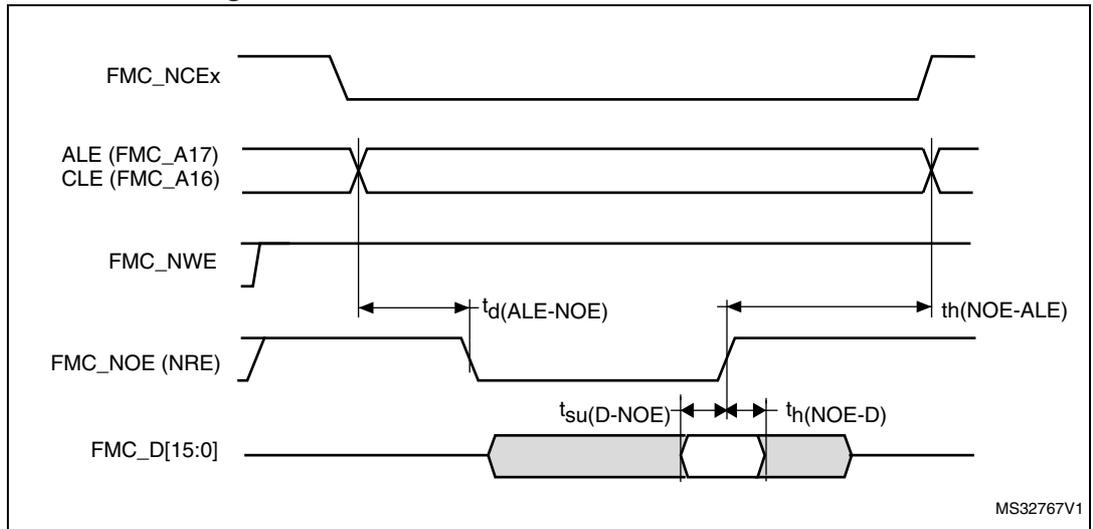 FMC_NCEx
ALE (FMC_A17)
CLE (FMC_A16)
FMC_NWE
td(ALE-NOE)
th(NOE-ALE)
FMC_NOE (NRE)
tsu(D-NOE)
th(NOE-D)
FMC_D[15:0]
MS32767V1